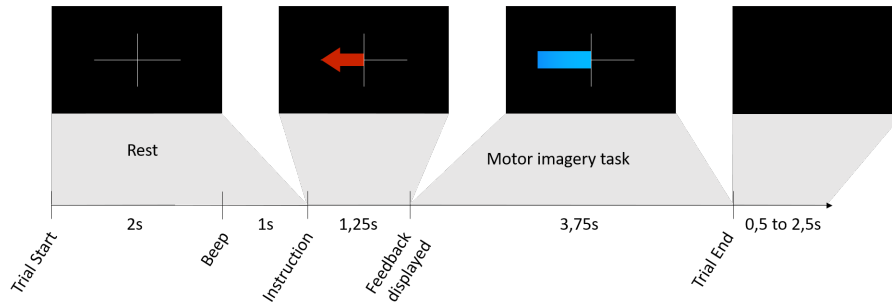 Rest
Motor imagery task
2s
1s
1,25s
3,75s
0,5 to 2,5s
Trial Start
Beep
Instruction
Feedback
displayed
Trial End